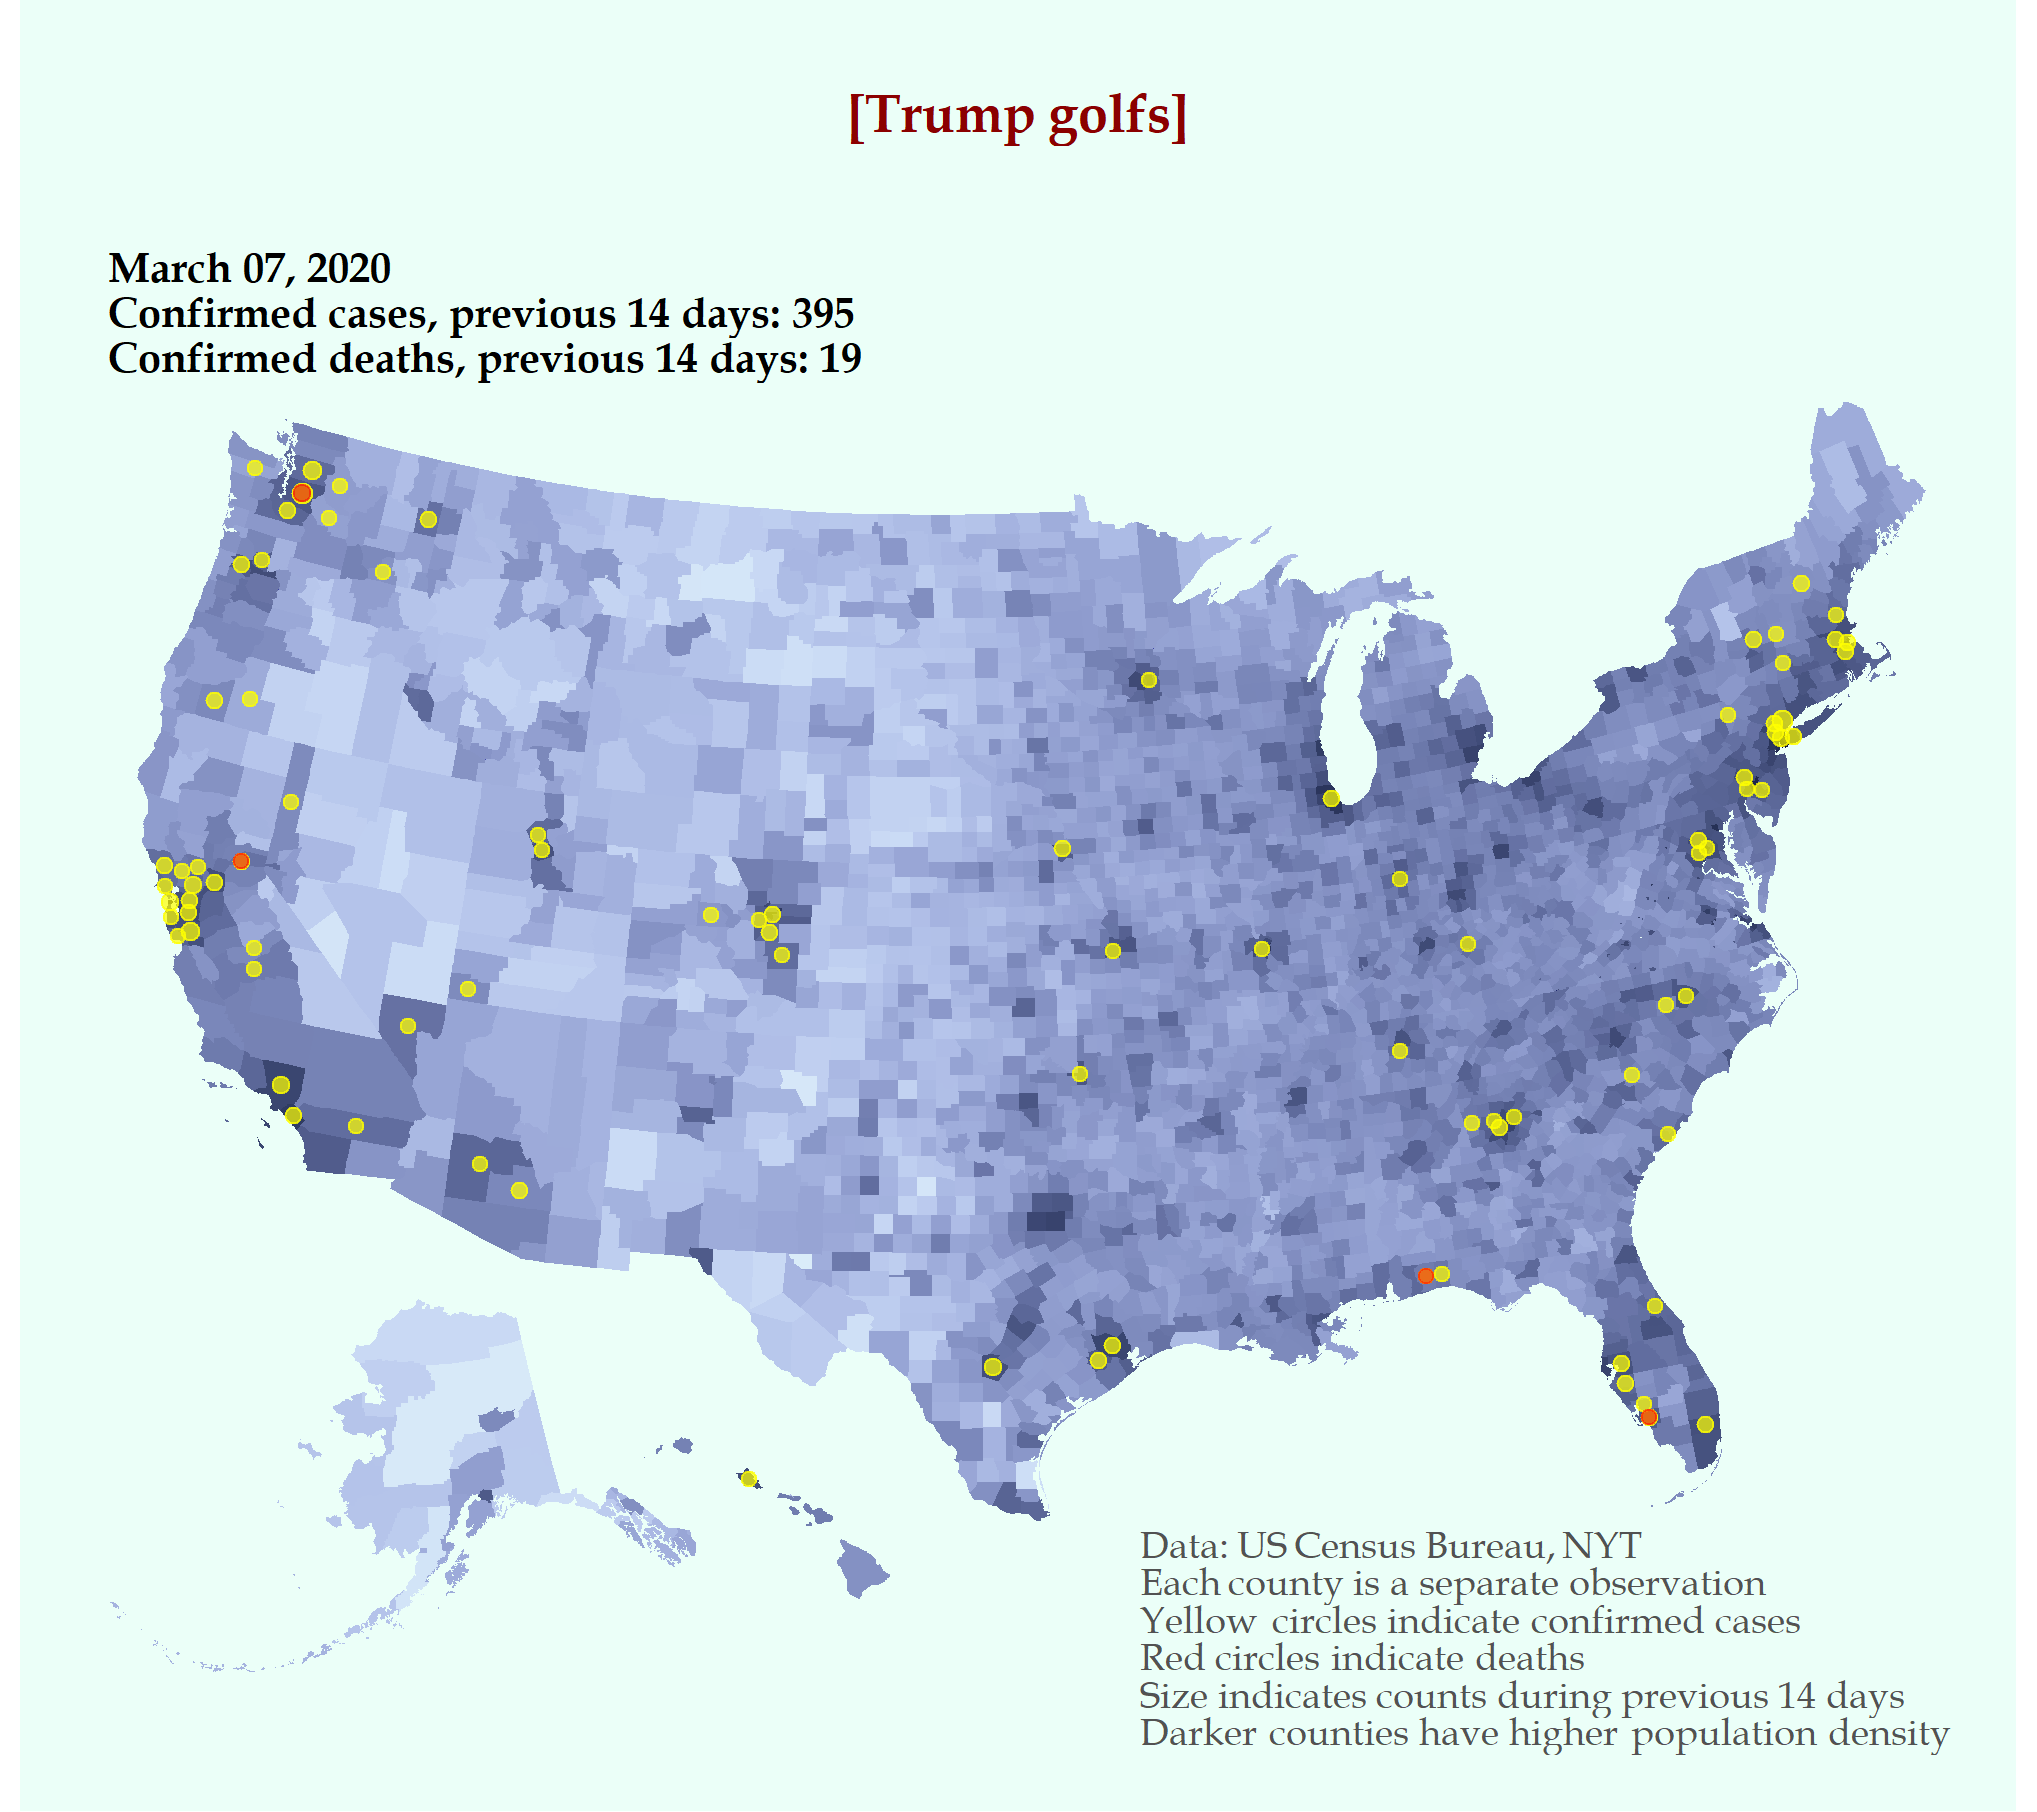 [Trump golfs]
March 07, 2020
Confirmed cases, previous 14 days: 395
Confirmed deaths, previous 14 days: 19
Data: US Census Bureau, NYT
Each county is a separate observation
Yellow circles indicate confirmed cases
Red circles indicate deaths
Size indicates counts during previous 14 days
Darker counties have higher population density